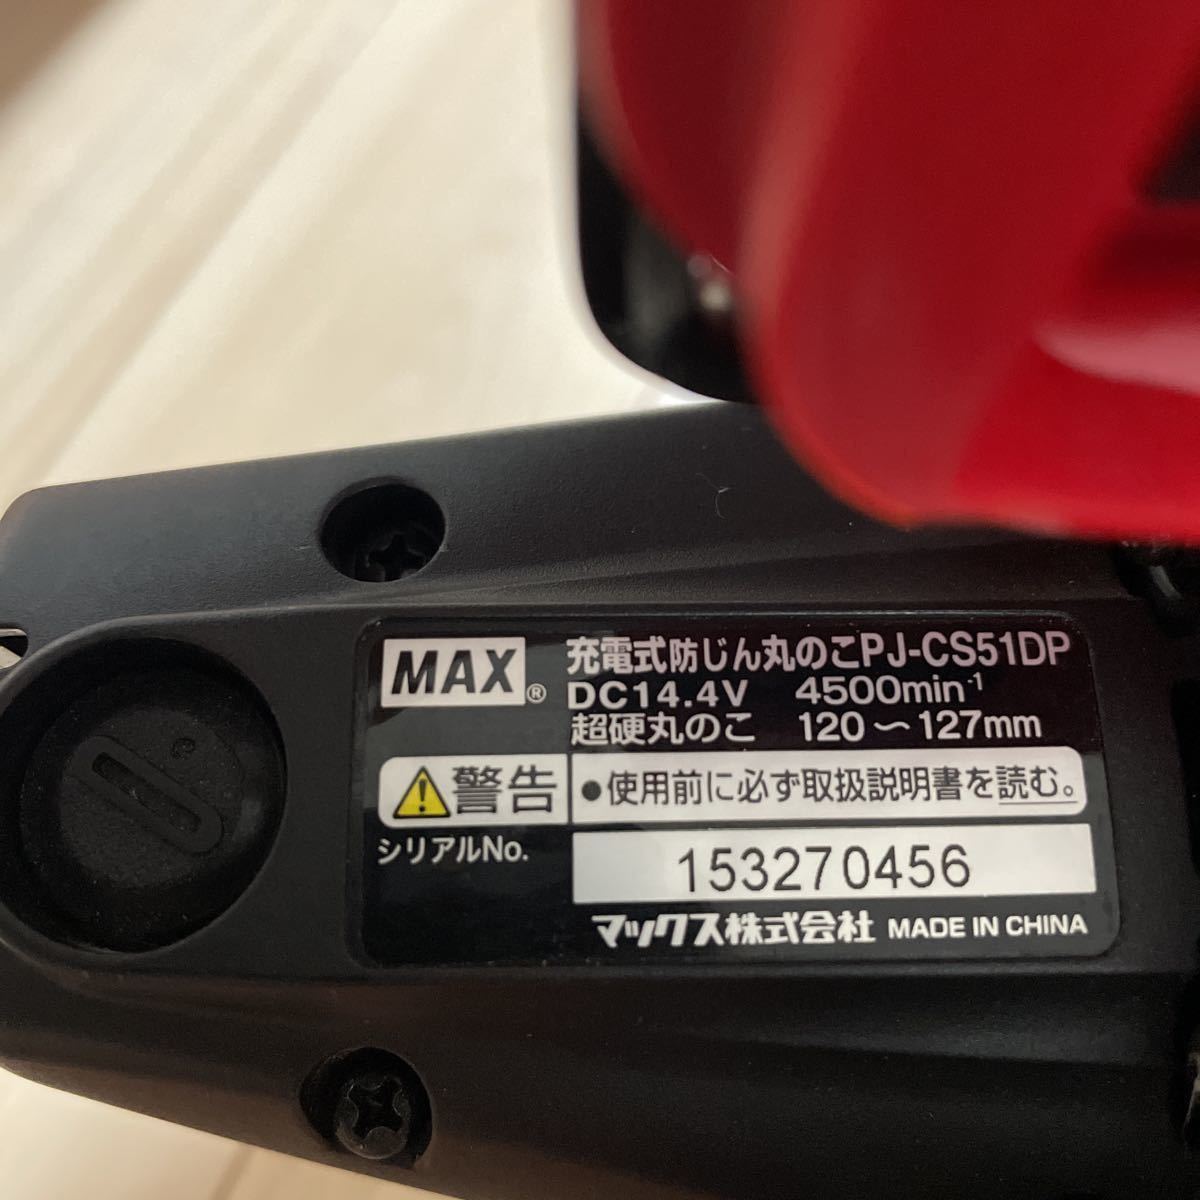 MAX®
充電式防じん丸のこPJ-CS51DP
DC14.4V 4500min⁻¹
超硬丸のこ 120〜127mm
⚠警告 ●使用前に必ず取扱説明書を読む。
シリアルNo. 153270456
マックス株式会社 MADE IN CHINA